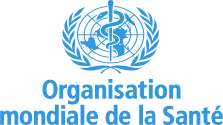 Organisation
mondiale de la Santé